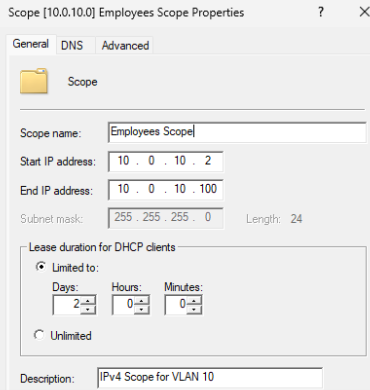 Scope [10.0.10.0] Employees Scope Properties ? ×
General DNS Advanced
Scope
Scope name: Employees Scope
Start IP address: 10 . 0 . 10 . 2
End IP address: 10 . 0 . 10 . 100
Subnet mask: 255 . 255 . 255 . 0 Length: 24
Lease duration for DHCP clients
Limited to:
Days: Hours: Minutes:
2 0 0
Unlimited
Description: IPv4 Scope for VLAN 10